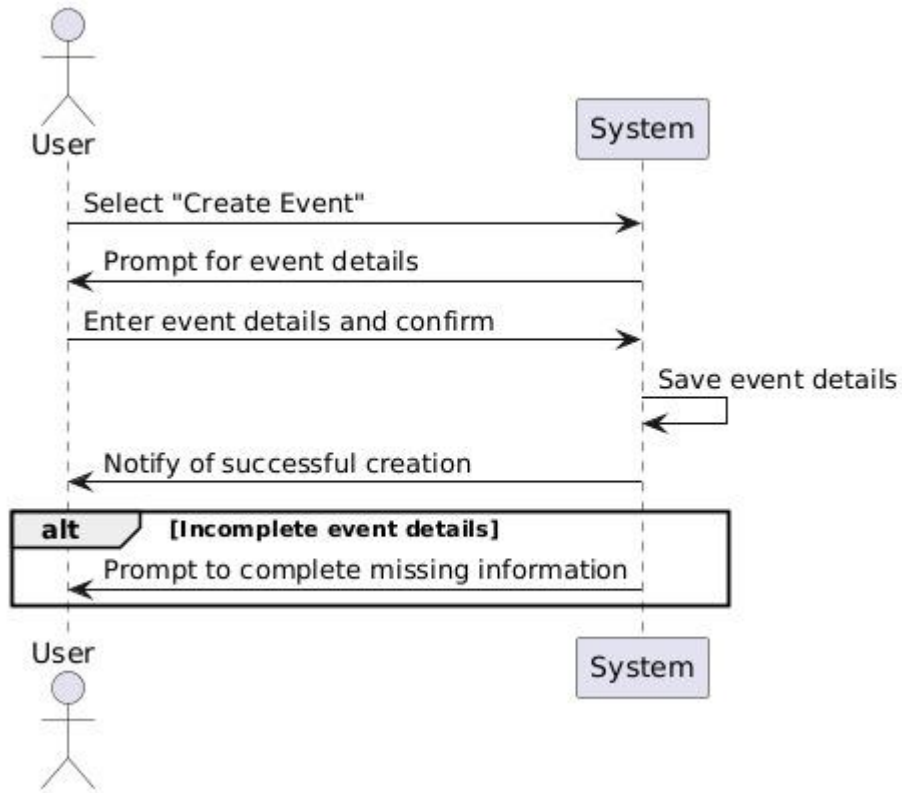 User
System
Select "Create Event"
Prompt for event details
Enter event details and confirm
Save event details
Notify of successful creation
alt [Incomplete event details]
Prompt to complete missing information
User
System